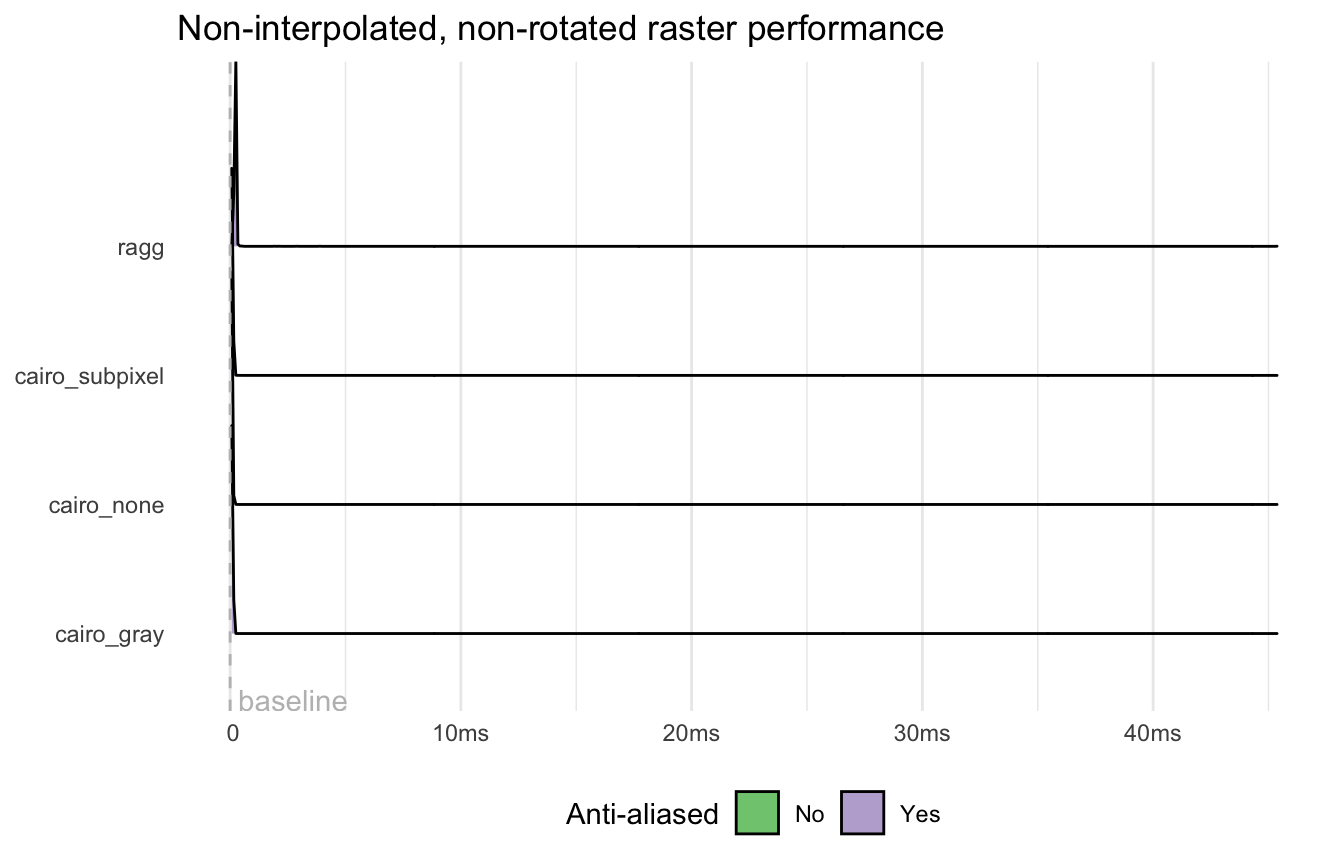 Non-interpolated, non-rotated raster performance
ragg
cairo_subpixel
cairo_none
cairo_gray
baseline
0 10ms 20ms 30ms 40ms
Anti-aliased No Yes